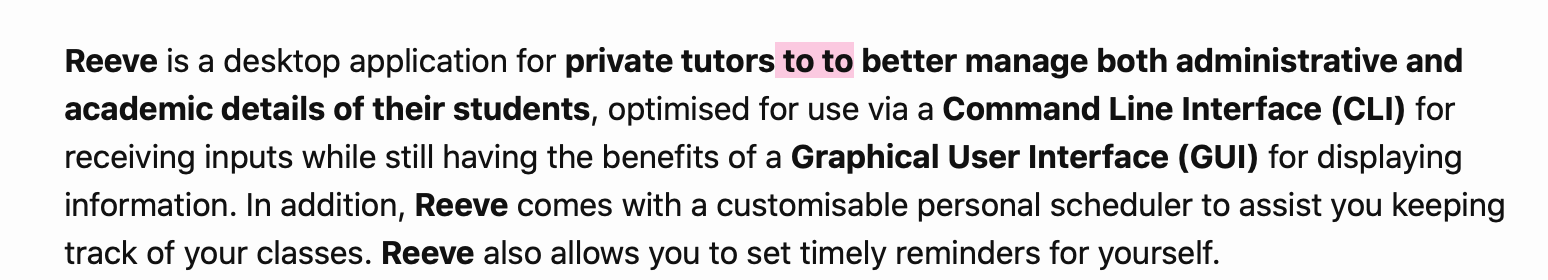 Reeve is a desktop application for private tutors to to better manage both administrative and
academic details of their students, optimised for use via a Command Line Interface (CLI) for
receiving inputs while still having the benefits of a Graphical User Interface (GUI) for displaying
information. In addition, Reeve comes with a customisable personal scheduler to assist you keeping
track of your classes. Reeve also allows you to set timely reminders for yourself.